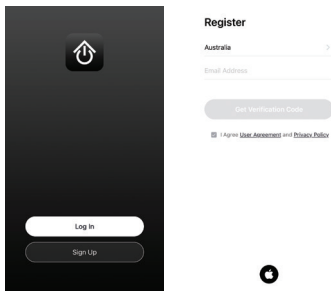 Log In
Sign Up
Register
Australia
Email Address
Get Verification Code
I Agree User Agreement and Privacy Policy